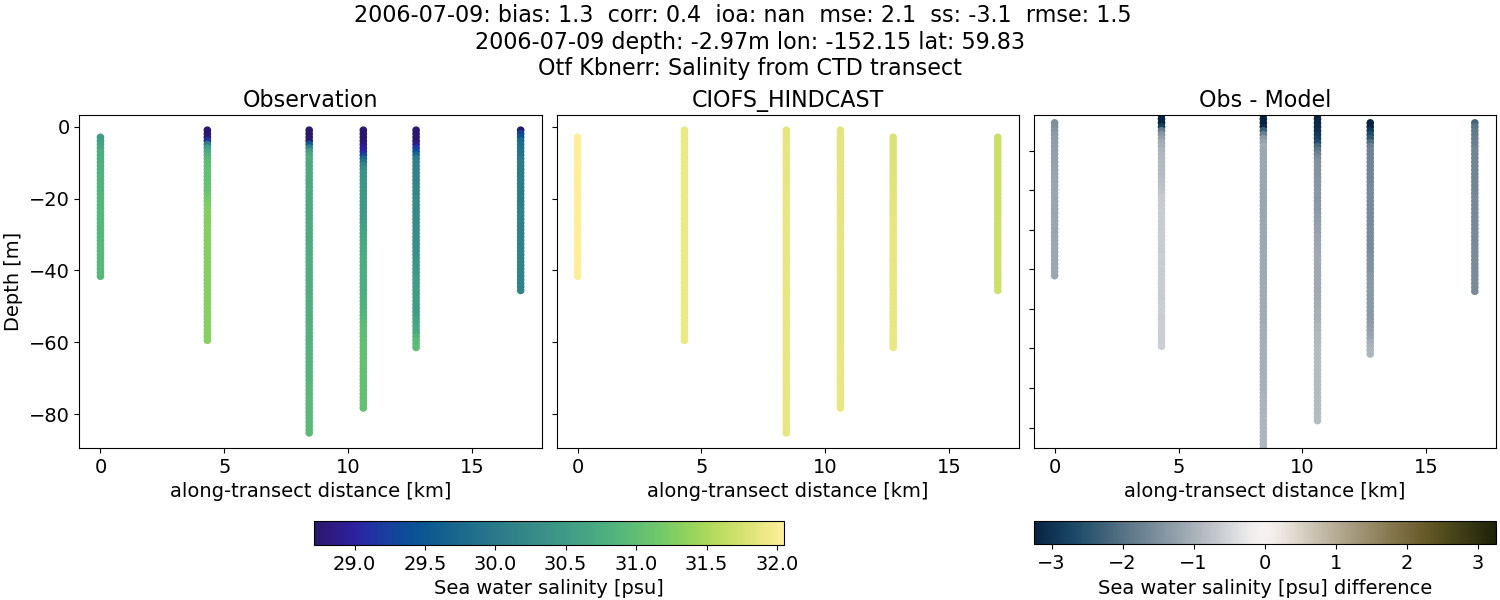 2006-07-09: bias: 1.3  corr: 0.4  ioa: nan  mse: 2.1  ss: -3.1  rmse: 1.5
2006-07-09 depth: -2.97m lon: -152.15 lat: 59.83
Otf Kbnerr: Salinity from CTD transect
Observation
CIOFS_HINDCAST
Obs - Model
Depth [m]
0
−20
−40
−60
−80
0 5 10 15
0 5 10 15
0 5 10 15
along-transect distance [km]
along-transect distance [km]
along-transect distance [km]
29.0 29.5 30.0 30.5 31.0 31.5 32.0
Sea water salinity [psu]
−3 −2 −1 0 1 2 3
Sea water salinity [psu] difference